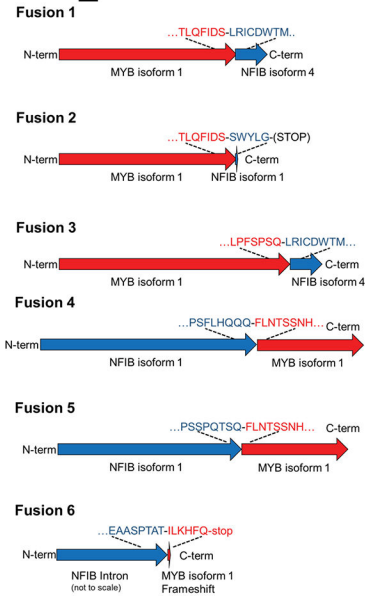 Fusion 1
…TLQFIDS-LRICDWTM..
N-term C-term
MYB isoform 1 NFIB isoform 4
Fusion 2
…TLQFIDS-SWYLG-(STOP)
N-term C-term
MYB isoform 1 NFIB isoform 1
Fusion 3
…LPFSPSQ-LRICDWTM…
N-term C-term
MYB isoform 1 NFIB isoform 4
Fusion 4
…PSFLHQQQ-FLNTSSNH… C-term
N-term
NFIB isoform 1 MYB isoform 1
Fusion 5
…PSSPQTSQ-FLNTSSNH… C-term
N-term
NFIB isoform 1 MYB isoform 1
Fusion 6
…EAASPTAT-ILKHFQ-stop
N-term C-term
NFIB Intron MYB isoform 1
(not to scale) Frameshift